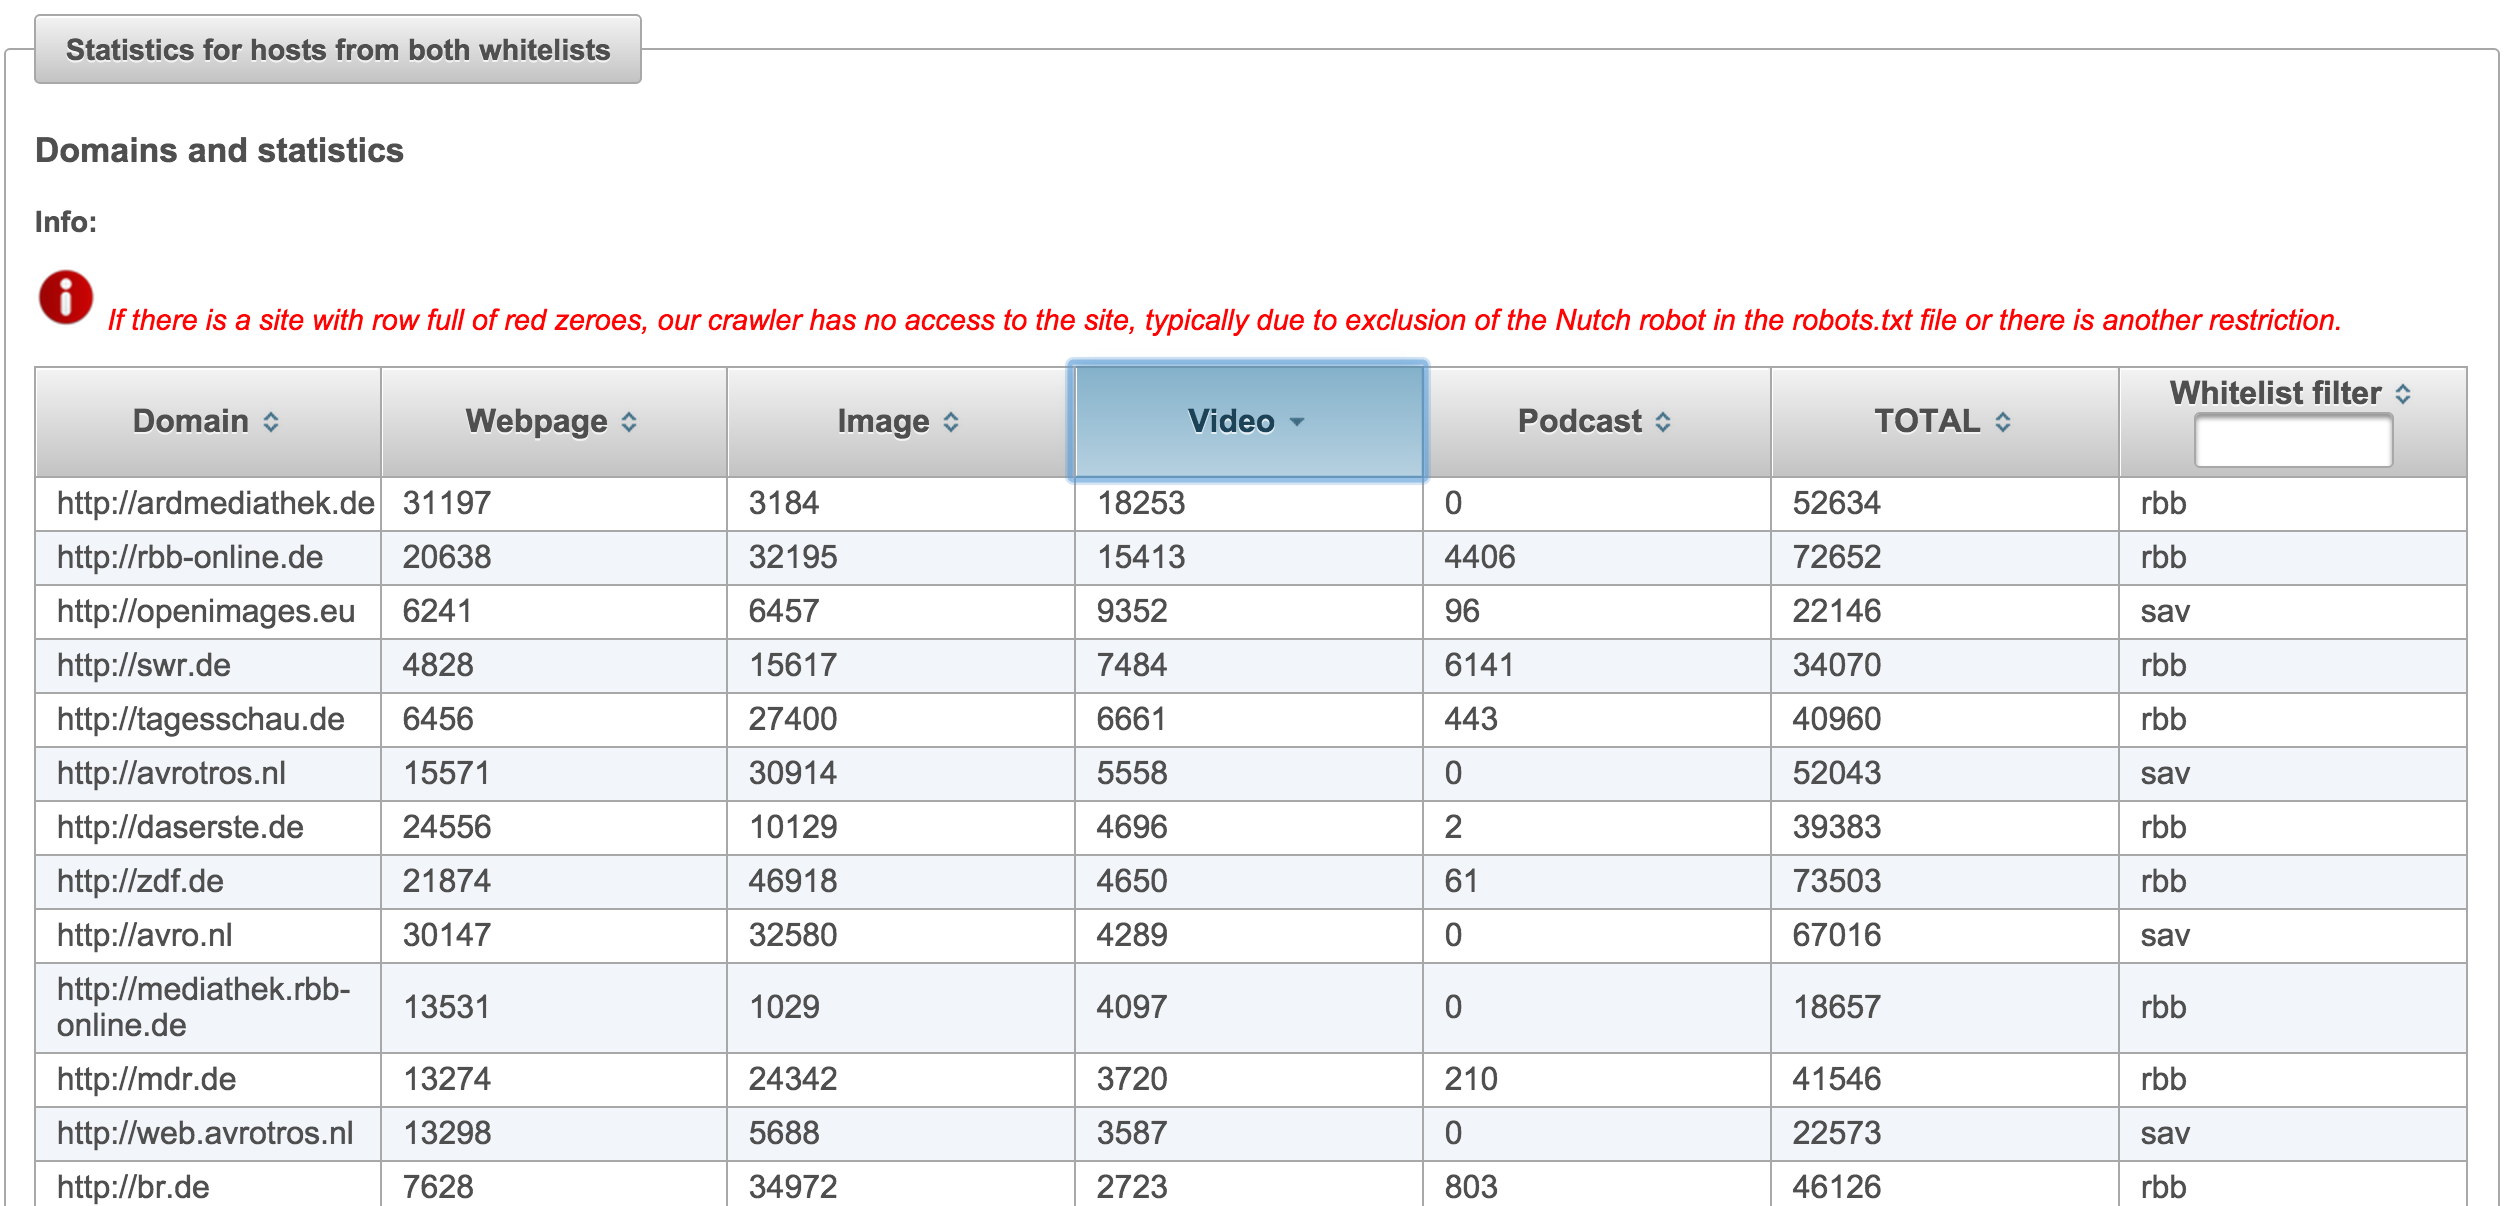 Statistics for hosts from both whitelists
Domains and statistics
Info:
If there is a site with row full of red zeroes, our crawler has no access to the site, typically due to exclusion of the Nutch robot in the robots.txt file or there is another restriction.
Domain Webpage Image Video Podcast TOTAL Whitelist filter
http://ardmediathek.de 31197 3184 18253 0 52634 rbb
http://rbb-online.de 20638 32195 15413 4406 72652 rbb
http://openimages.eu 6241 6457 9352 96 22146 sav
http://swr.de 4828 15617 7484 6141 34070 rbb
http://tagesschau.de 6456 27400 6661 443 40960 rbb
http://avrotros.nl 15571 30914 5558 0 52043 sav
http://daserste.de 24556 10129 4696 2 39383 rbb
http://zdf.de 21874 46918 4650 61 73503 rbb
http://avro.nl 30147 32580 4289 0 67016 sav
http://mediathek.rbb-
online.de 13531 1029 4097 0 18657 rbb
http://mdr.de 13274 24342 3720 210 41546 rbb
http://web.avrotros.nl 13298 5688 3587 0 22573 sav
http://br.de 7628 34972 2723 803 46126 rbb